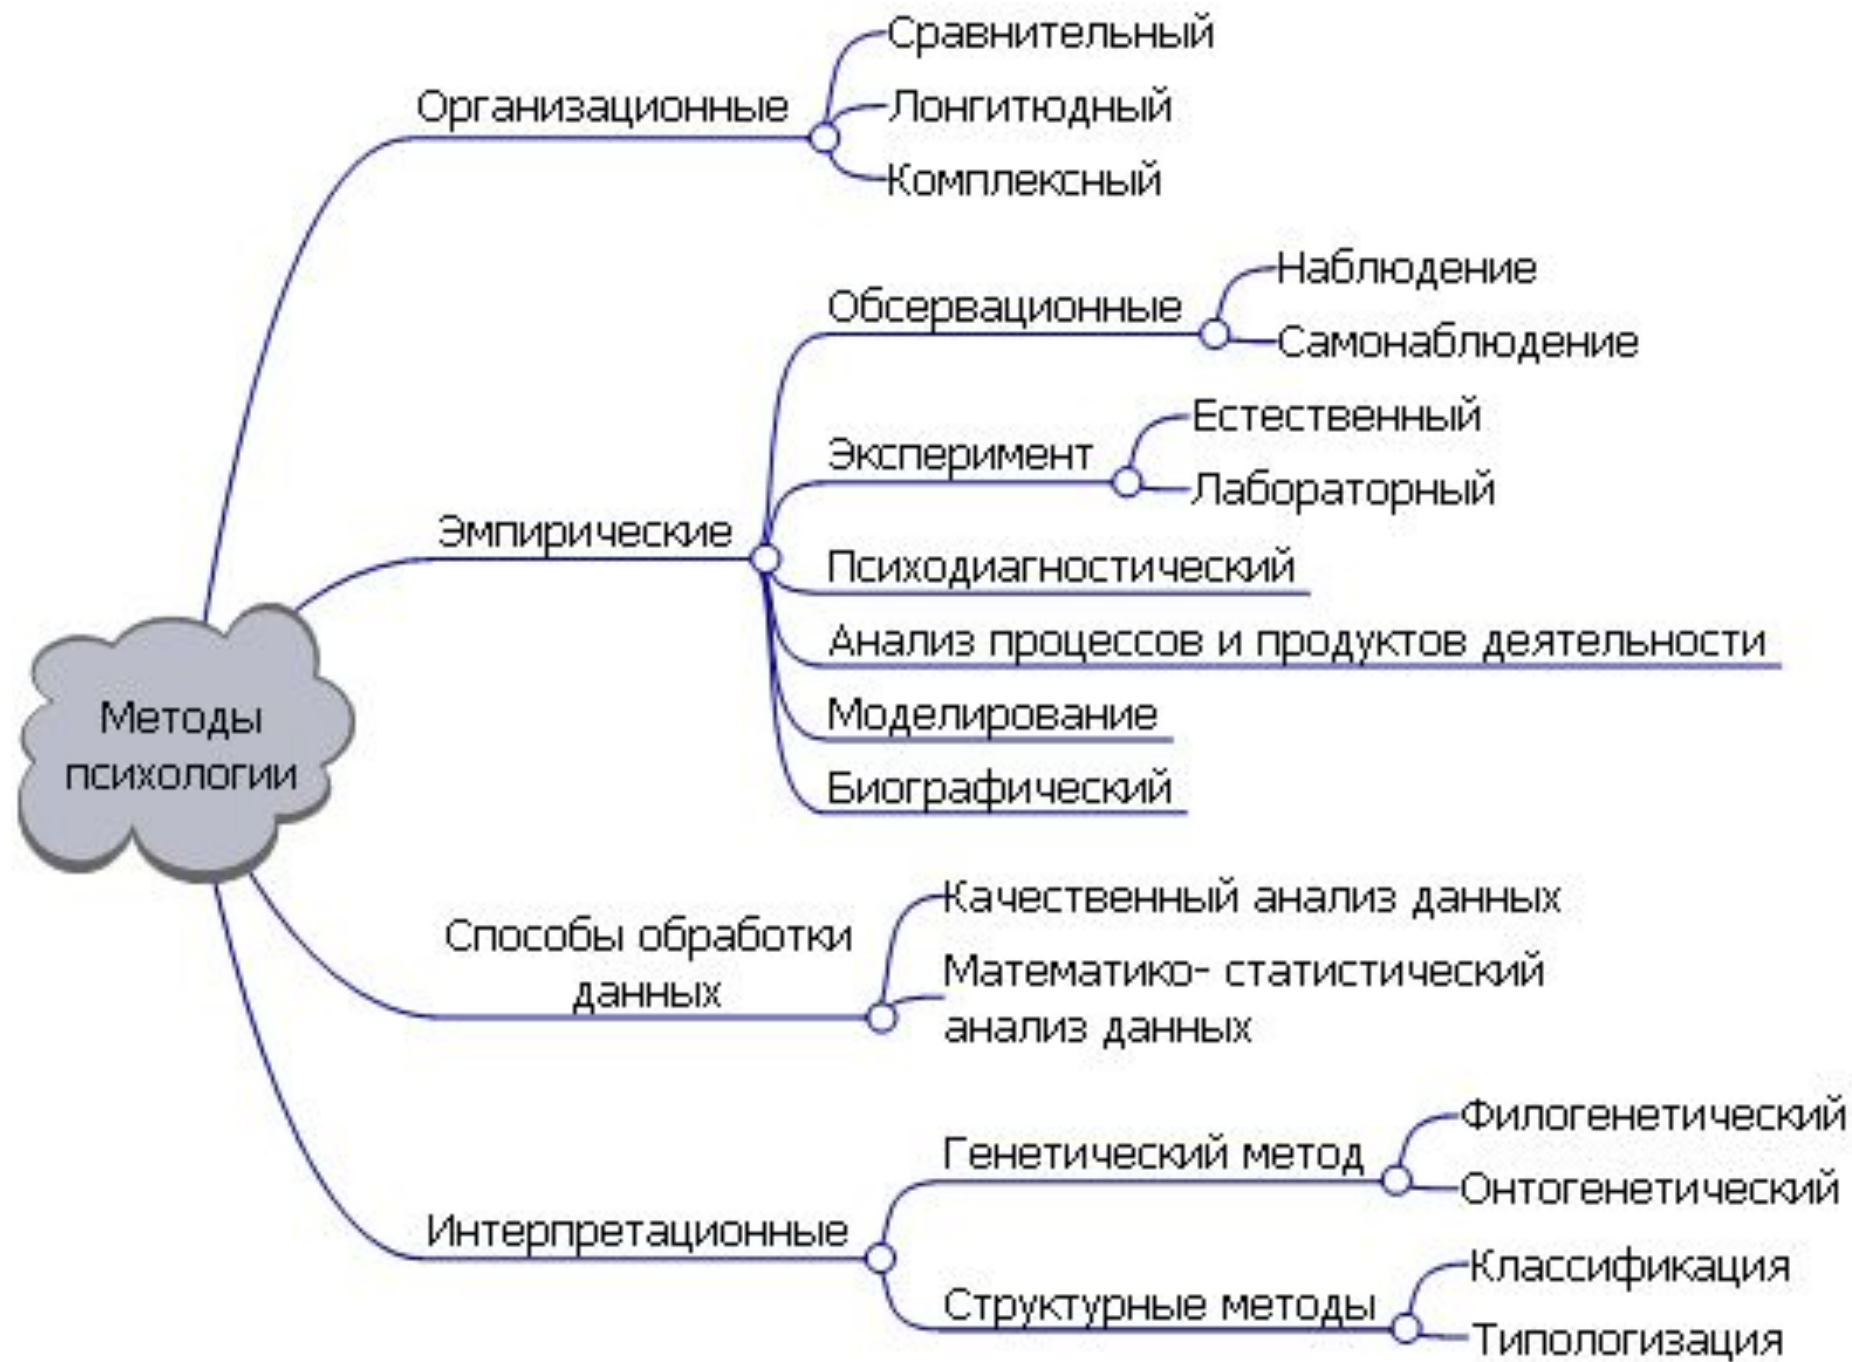 Сравнительный
Организационные
Лонгитюдный
Комплексный
Наблюдение
Обсервационные
Самонаблюдение
Естественный
Эксперимент
Лабораторный
Эмпирические
Психодиагностический
Анализ процессов и продуктов деятельности
Моделирование
Биографический
Методы
психологии
Качественный анализ данных
Способы обработки
данных
Математико- статистический
анализ данных
Филогенетический
Генетический метод
Онтогенетический
Интерпретационные
Классификация
Структурные методы
Типологизация